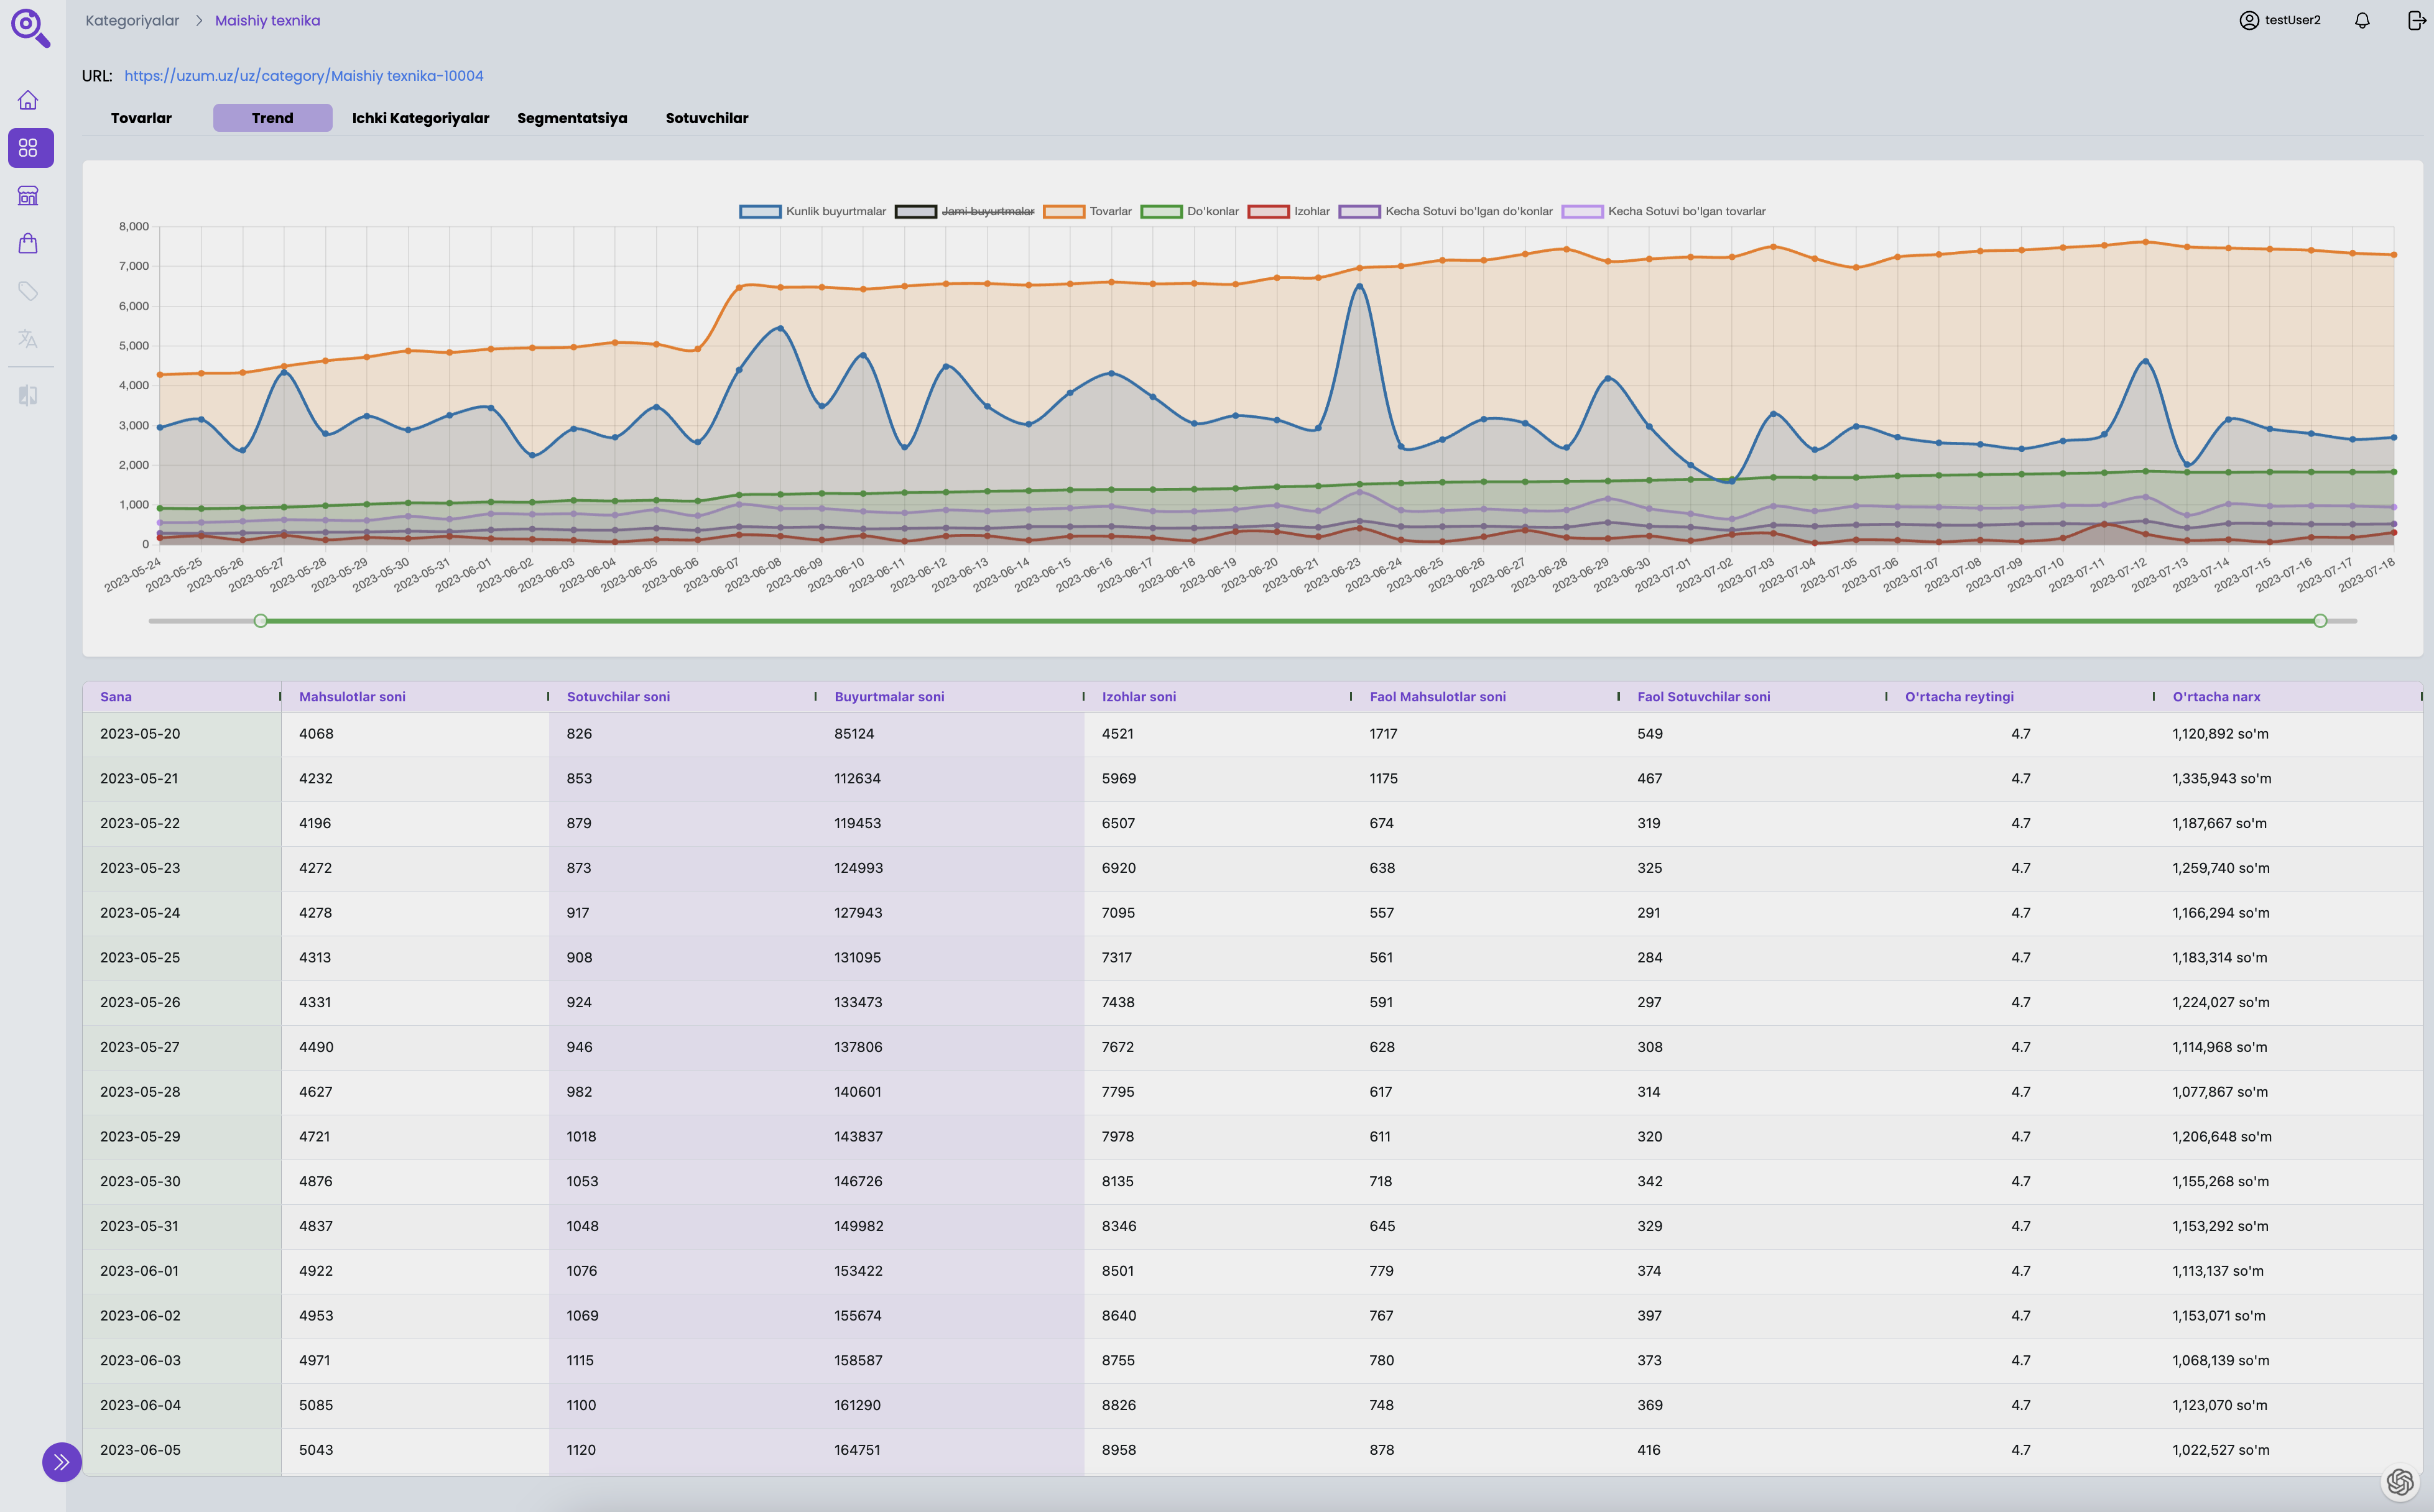 Kategoriyalar > Maishiy texnika
testUser2
URL: https://uzum.uz/uz/category/Maishiy texnika-10004
Tovarlar Trend Ichki Kategoriyalar Segmentatsiya Sotuvchilar
Kunlik buyurtmalar Jami buyurtmalar Tovarlar Do'konlar Izohlar Kecha Sotuvi bo'lgan do'konlar Kecha Sotuvi bo'lgan tovarlar
8,000
7,000
6,000
5,000
4,000
3,000
2,000
1,000
0
2023-05-24 2023-05-25 2023-05-26 2023-05-27 2023-05-28 2023-05-29 2023-05-30 2023-05-31 2023-06-01 2023-06-02 2023-06-03 2023-06-04 2023-06-05 2023-06-06 2023-06-07 2023-06-08 2023-06-09 2023-06-10 2023-06-11 2023-06-12 2023-06-13 2023-06-14 2023-06-15 2023-06-16 2023-06-17 2023-06-18 2023-06-19 2023-06-20 2023-06-21 2023-06-23 2023-06-24 2023-06-25 2023-06-26 2023-06-27 2023-06-28 2023-06-29 2023-06-30 2023-07-01 2023-07-02 2023-07-03 2023-07-04 2023-07-05 2023-07-06 2023-07-07 2023-07-08 2023-07-09 2023-07-10 2023-07-11 2023-07-12 2023-07-13 2023-07-14 2023-07-15 2023-07-16 2023-07-17 2023-07-18
Sana Mahsulotlar soni Sotuvchilar soni Buyurtmalar soni Izohlar soni Faol Mahsulotlar soni Faol Sotuvchilar soni O'rtacha reytingi O'rtacha narx
2023-05-20 4068 826 85124 4521 1717 549 4.7 1,120,892 so'm
2023-05-21 4232 853 112634 5969 1175 467 4.7 1,335,943 so'm
2023-05-22 4196 879 119453 6507 674 319 4.7 1,187,667 so'm
2023-05-23 4272 873 124993 6920 638 325 4.7 1,259,740 so'm
2023-05-24 4278 917 127943 7095 557 291 4.7 1,166,294 so'm
2023-05-25 4313 908 131095 7317 561 284 4.7 1,183,314 so'm
2023-05-26 4331 924 133473 7438 591 297 4.7 1,224,027 so'm
2023-05-27 4490 946 137806 7672 628 308 4.7 1,114,968 so'm
2023-05-28 4627 982 140601 7795 617 314 4.7 1,077,867 so'm
2023-05-29 4721 1018 143837 7978 611 320 4.7 1,206,648 so'm
2023-05-30 4876 1053 146726 8135 718 342 4.7 1,155,268 so'm
2023-05-31 4837 1048 149982 8346 645 329 4.7 1,153,292 so'm
2023-06-01 4922 1076 153422 8501 779 374 4.7 1,113,137 so'm
2023-06-02 4953 1069 155674 8640 767 397 4.7 1,153,071 so'm
2023-06-03 4971 1115 158587 8755 780 373 4.7 1,068,139 so'm
2023-06-04 5085 1100 161290 8826 748 369 4.7 1,123,070 so'm
2023-06-05 5043 1120 164751 8958 878 416 4.7 1,022,527 so'm